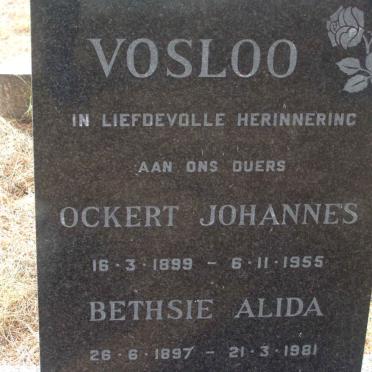 VOSLOO
IN LIEFDEVOLLE HERINNERING
AAN ONS OUERS
OCKERT JOHANNES
16·3·1899 – 6·11·1955
BETHSIE ALIDA
26·6·1897 – 21·3·1981